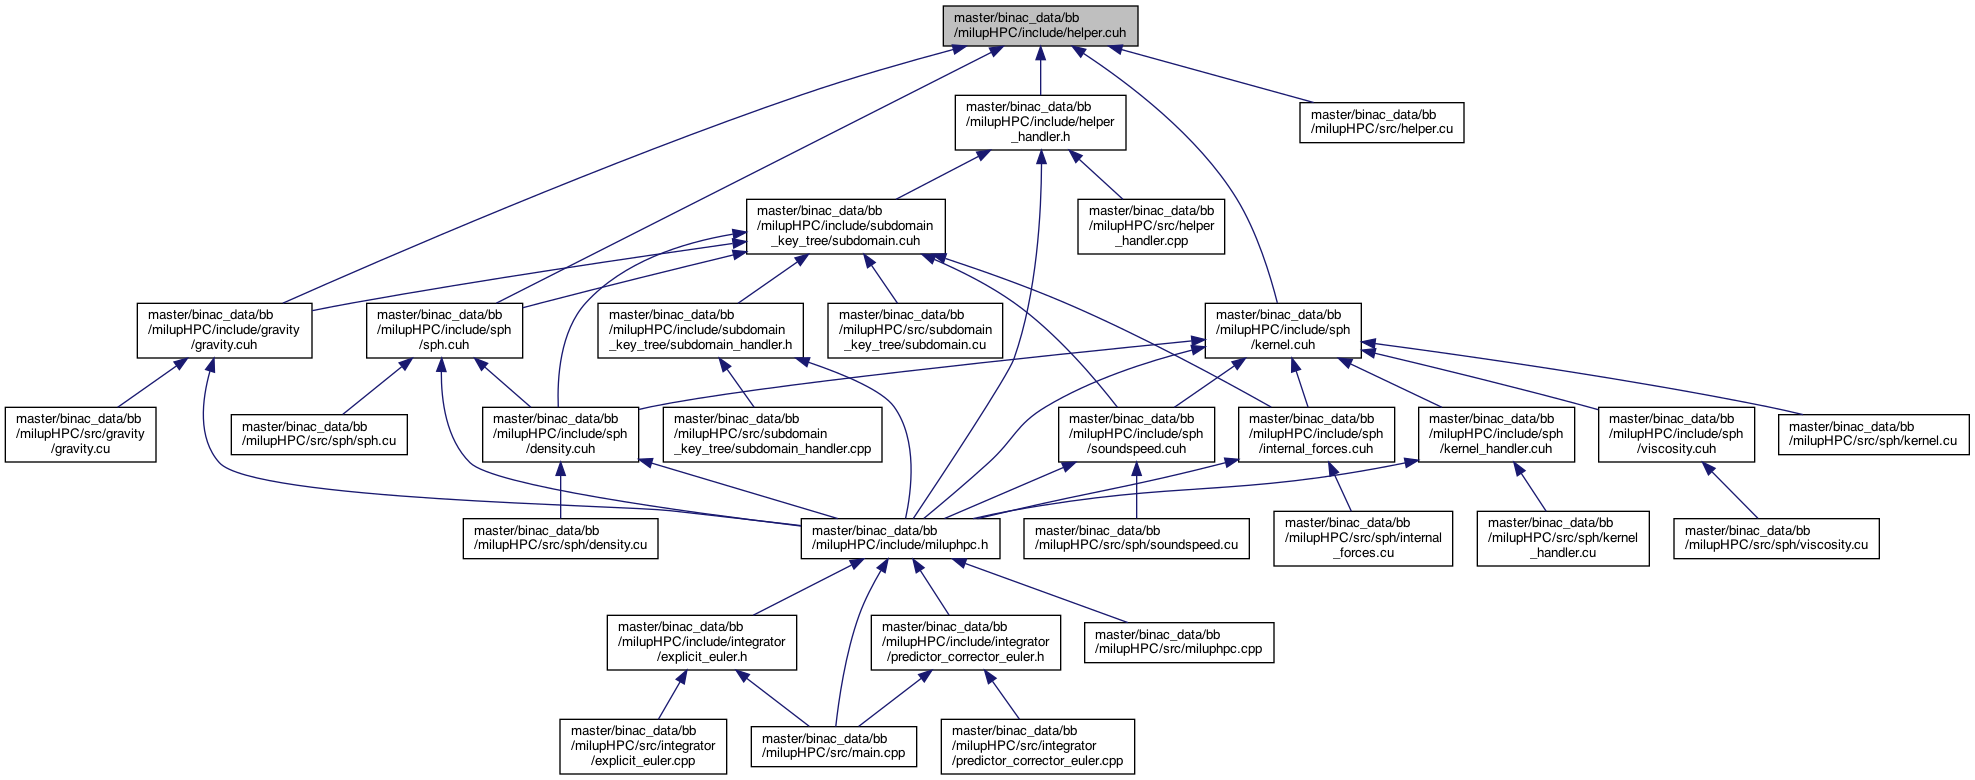 master/binac_data/bb
/milupHPC/include/helper.cuh
master/binac_data/bb
/milupHPC/include/helper
_handler.h
master/binac_data/bb
/milupHPC/src/helper.cu
master/binac_data/bb
/milupHPC/include/subdomain
_key_tree/subdomain.cuh
master/binac_data/bb
/milupHPC/src/helper
_handler.cpp
master/binac_data/bb
/milupHPC/include/gravity
/gravity.cuh
master/binac_data/bb
/milupHPC/include/sph
/sph.cuh
master/binac_data/bb
/milupHPC/include/subdomain
_key_tree/subdomain_handler.h
master/binac_data/bb
/milupHPC/src/subdomain
_key_tree/subdomain.cu
master/binac_data/bb
/milupHPC/include/sph
/kernel.cuh
master/binac_data/bb
/milupHPC/src/gravity
/gravity.cu
master/binac_data/bb
/milupHPC/src/sph/sph.cu
master/binac_data/bb
/milupHPC/include/sph
/density.cuh
master/binac_data/bb
/milupHPC/src/subdomain
_key_tree/subdomain_handler.cpp
master/binac_data/bb
/milupHPC/include/sph
/soundspeed.cuh
master/binac_data/bb
/milupHPC/include/sph
/internal_forces.cuh
master/binac_data/bb
/milupHPC/include/sph
/kernel_handler.cuh
master/binac_data/bb
/milupHPC/include/sph
/viscosity.cuh
master/binac_data/bb
/milupHPC/src/sph/kernel.cu
master/binac_data/bb
/milupHPC/src/sph/density.cu
master/binac_data/bb
/milupHPC/include/miluphpc.h
master/binac_data/bb
/milupHPC/src/sph/soundspeed.cu
master/binac_data/bb
/milupHPC/src/sph/internal
_forces.cu
master/binac_data/bb
/milupHPC/src/sph/kernel
_handler.cu
master/binac_data/bb
/milupHPC/src/sph/viscosity.cu
master/binac_data/bb
/milupHPC/include/integrator
/explicit_euler.h
master/binac_data/bb
/milupHPC/include/integrator
/predictor_corrector_euler.h
master/binac_data/bb
/milupHPC/src/miluphpc.cpp
master/binac_data/bb
/milupHPC/src/integrator
/explicit_euler.cpp
master/binac_data/bb
/milupHPC/src/main.cpp
master/binac_data/bb
/milupHPC/src/integrator
/predictor_corrector_euler.cpp